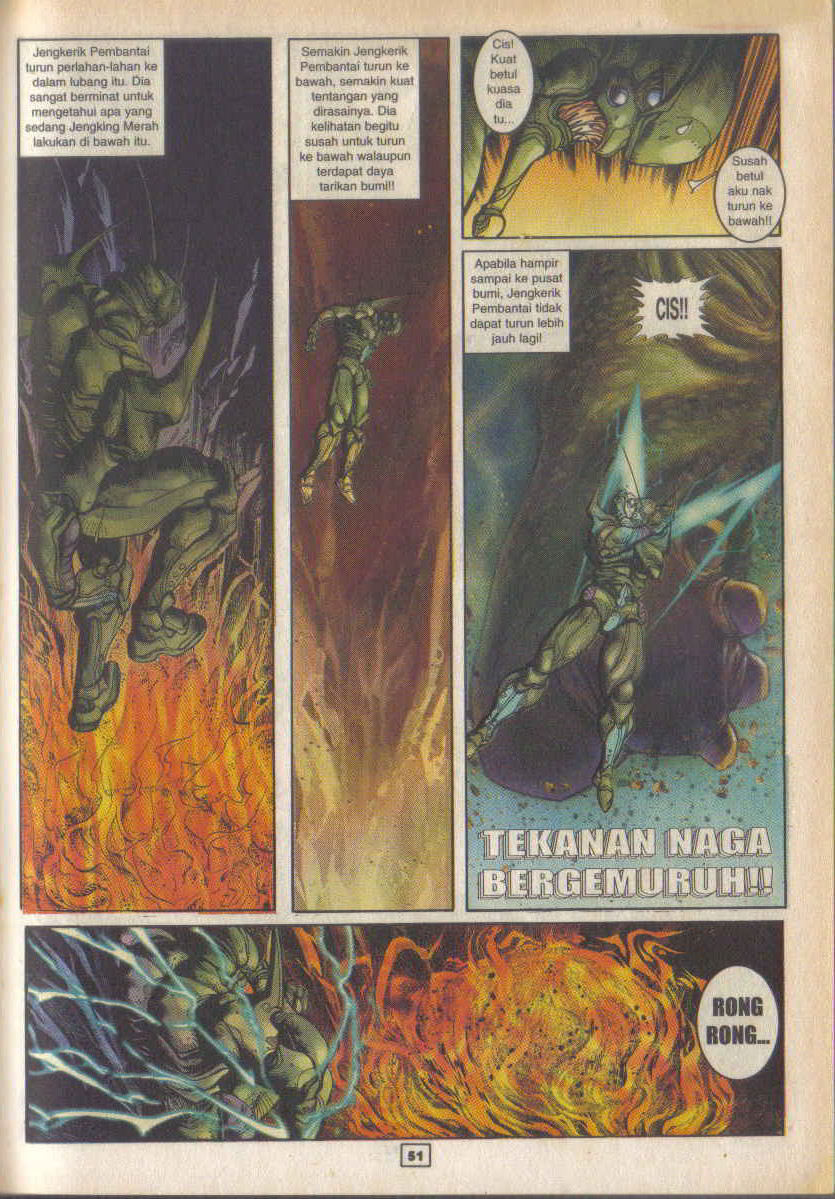 Jengkerik Pembantai
turun perlahan-lahan ke
dalam lubang itu. Dia
sangat berminat untuk
mengetahui apa yang
sedang Jengking Merah
lakukan di bawah itu.
Semakin Jengkerik
Pembantai turun ke
bawah, semakin kuat
tentangan yang
dirasainya. Dia
kelihatan begitu
susah untuk turun
ke bawah walaupun
terdapat daya
tarikan bumi!!
Cis!
Kuat
betul
kuasa
dia
tu...
Susah
betul
aku nak
turun ke
bawah!!
Apabila hampir
sampai ke pusat
bumi, Jengkerik
Pembantai tidak
dapat turun lebih
jauh lagi!
CIS!!
TEKANAN NAGA
BERGEMURUH!!
RONG
RONG...
51